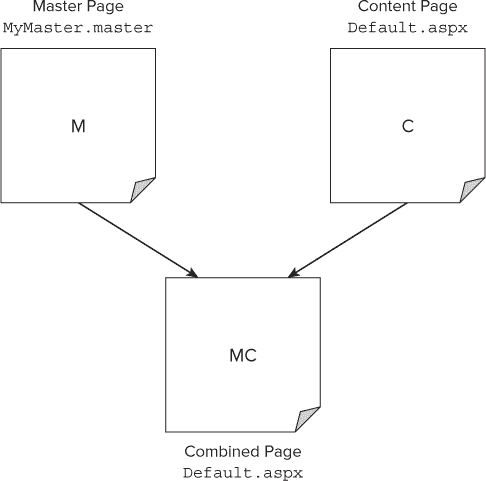 Master Page
MyMaster.master
Content Page
Default.aspx
M
C
MC
Combined Page
Default.aspx